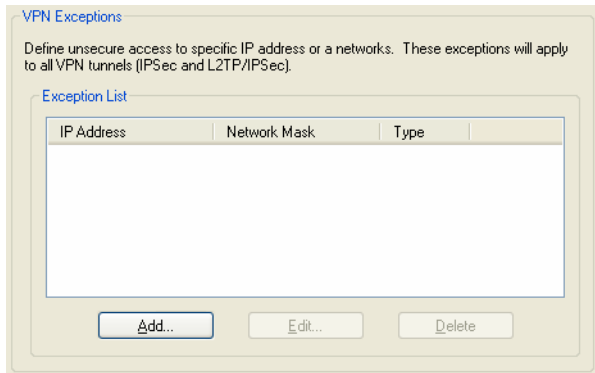 VPN Exceptions
Define unsecure access to specific IP address or a networks. These exceptions will apply
to all VPN tunnels (IPSec and L2TP/IPSec).
Exception List
IP Address Network Mask Type
Add... Edit... Delete